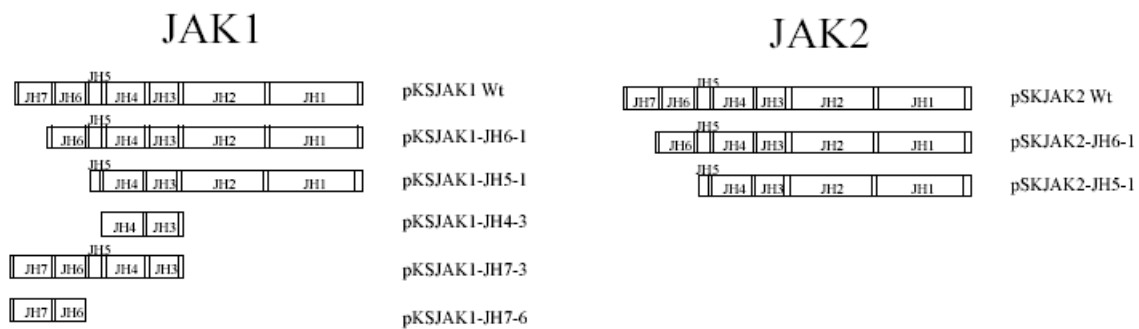 JAK1
JH5
JH7 JH6 JH4 JH3 JH2 JH1 pKSJAK1 Wt
JH5
JH6 JH4 JH3 JH2 JH1 pKSJAK1-JH6-1
JH5
JH4 JH3 JH2 JH1 pKSJAK1-JH5-1
JH4 JH3 pKSJAK1-JH4-3
JH5
JH7 JH6 JH4 JH3 pKSJAK1-JH7-3
JH7 JH6 pKSJAK1-JH7-6
JAK2
JH5
JH7 JH6 JH4 JH3 JH2 JH1 pSKJAK2 Wt
JH5
JH6 JH4 JH3 JH2 JH1 pSKJAK2-JH6-1
JH5
JH4 JH3 JH2 JH1 pSKJAK2-JH5-1